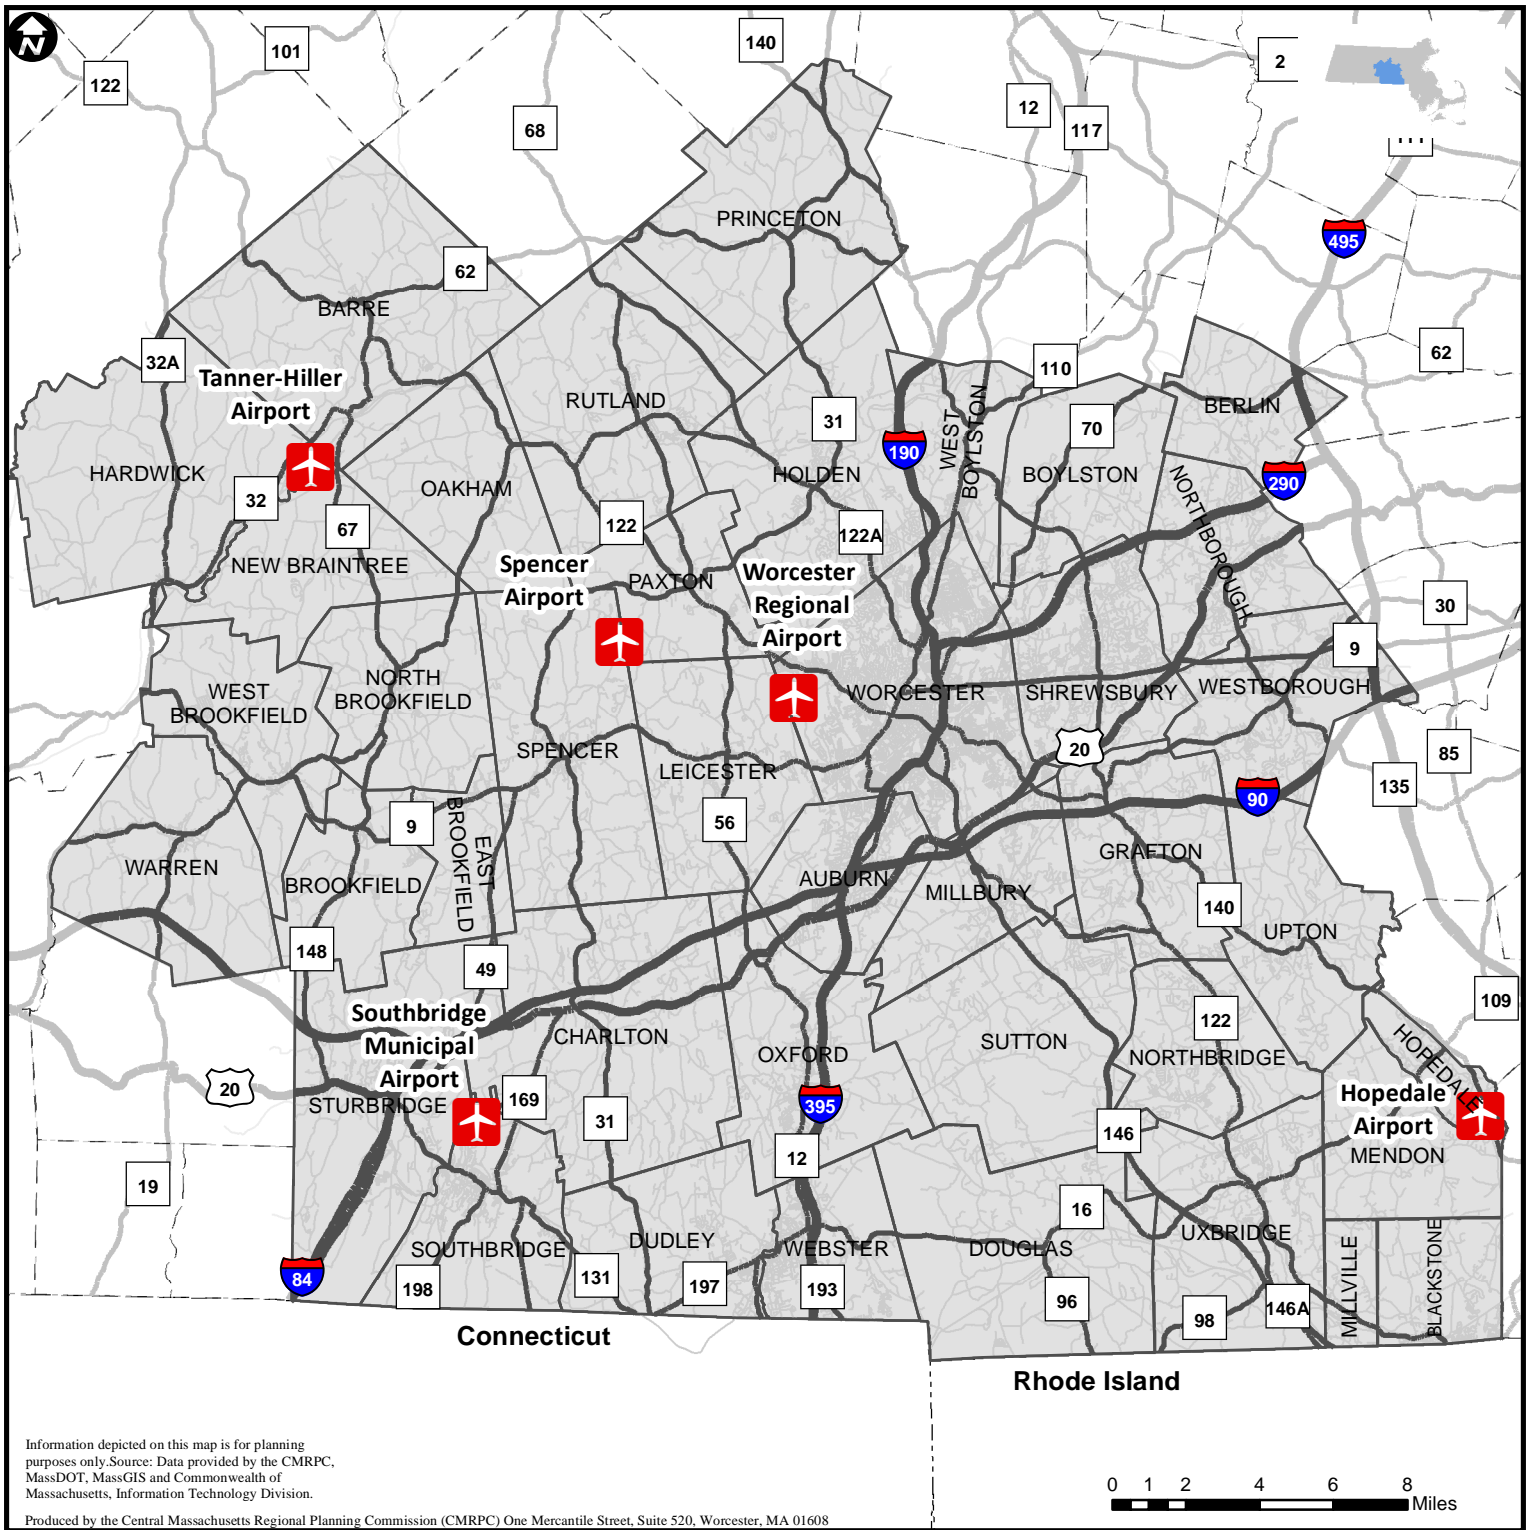 N
101
140
2
122
12
117
68
495
PRINCETON
62
BARRE
62
32A
110
Tanner-Hiller
Airport
RUTLAND
31
WEST
BOYLSTON
70
BERLIN
190
HARDWICK
32
OAKHAM
HOLDEN
BOYLSTON
290
NORTHBOROUGH
67
122
122A
NEW BRAINTREE
Spencer
Airport
PAXTON
Worcester
Regional
Airport
30
9
WEST
BROOKFIELD
NORTH
BROOKFIELD
WORCESTER
SHREWSBURY
WESTBOROUGH
SPENCER
LEICESTER
20
85
135
90
9
EAST
BROOKFIELD
56
WARREN
BROOKFIELD
AUBURN
MILLBURY
GRAFTON
140
UPTON
148
49
109
Southbridge
Municipal
Airport
CHARLTON
OXFORD
SUTTON
122
NORTHBRIDGE
HOPEDALE
20
STURBRIDGE
169
31
395
Hopedale
Airport
146
MENDON
12
19
16
SOUTHBRIDGE
DUDLEY
WEBSTER
DOUGLAS
UXBRIDGE
MILLVILLE
BLACKSTONE
84
198
131
197
193
96
98
146A
Connecticut
Rhode Island
Information depicted on this map is for planning
purposes only.Source: Data provided by the CMRPC,
MassDOT, MassGIS and Commonwealth of
Massachusetts, Information Technology Division.
0 1 2 4 6 8
Miles
Produced by the Central Massachusetts Regional Planning Commission (CMRPC) One Mercantile Street, Suite 520, Worcester, MA 01608